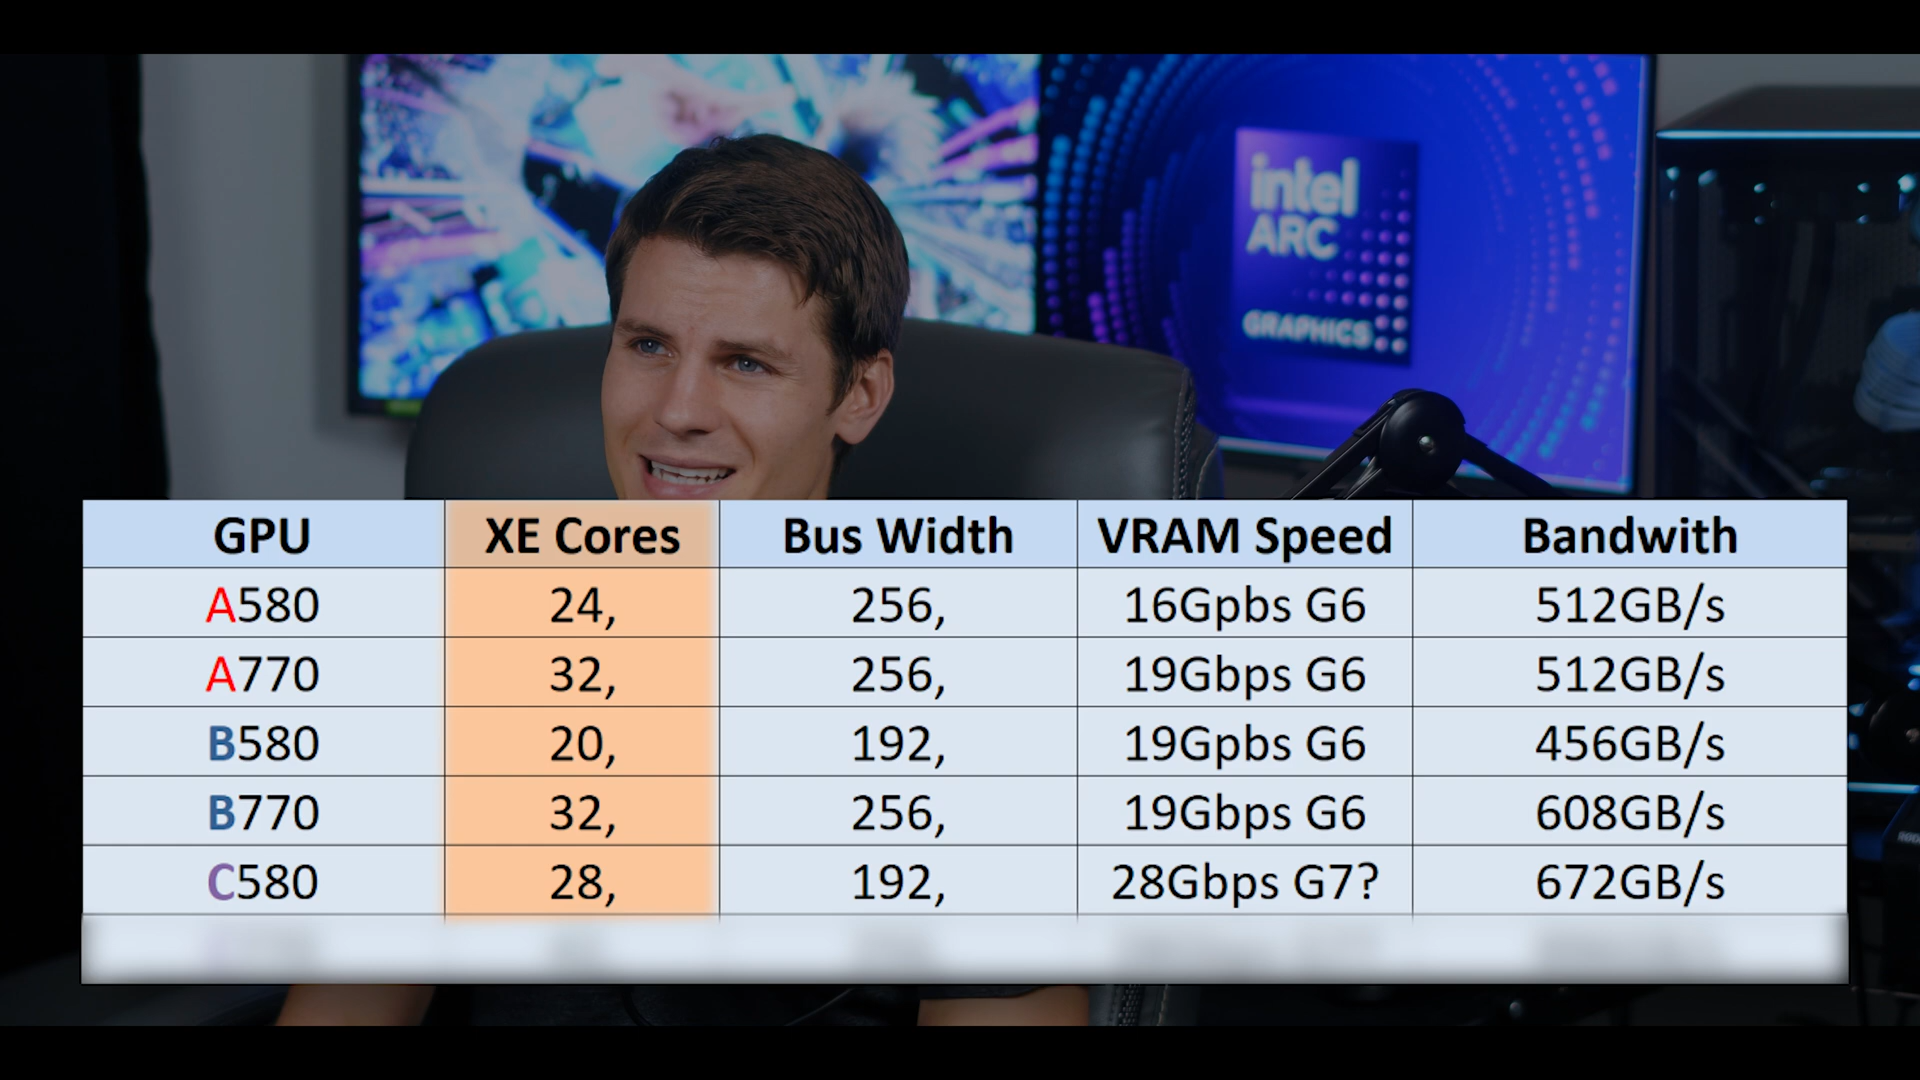 intel
ARC
GRAPHICS
GPU XE Cores Bus Width VRAM Speed Bandwith
A580 24, 256, 16Gpbs G6 512GB/s
A770 32, 256, 19Gbps G6 512GB/s
B580 20, 192, 19Gpbs G6 456GB/s
B770 32, 256, 19Gbps G6 608GB/s
C580 28, 192, 28Gbps G7? 672GB/s